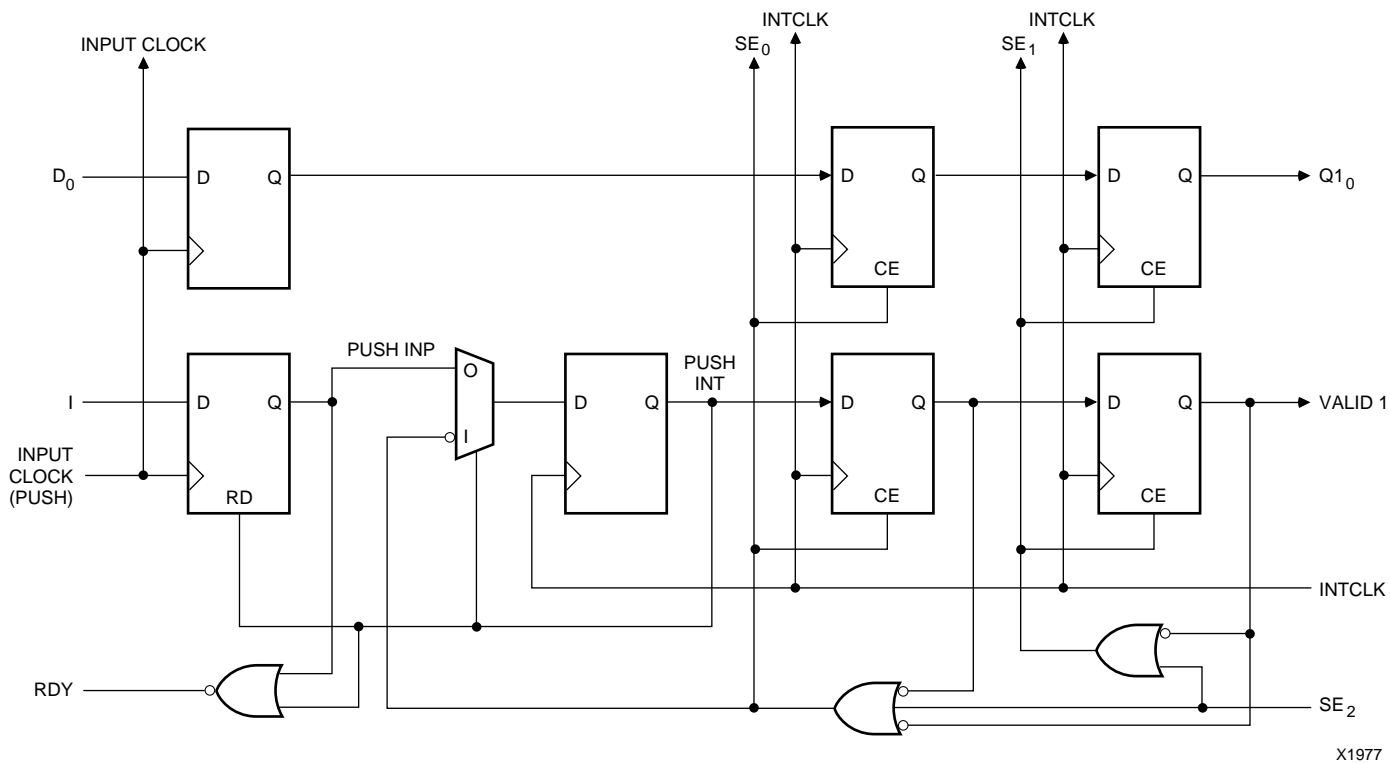 INTCLK
INTCLK
INPUT CLOCK
SE0
SE1
D0
D
Q
D
Q
D
Q
Q10
CE
CE
PUSH INP
PUSH
INT
O
I
D
Q
D
Q
D
Q
D
Q
VALID 1
I
INPUT
CLOCK
(PUSH)
RD
CE
CE
INTCLK
RDY
SE2
X1977